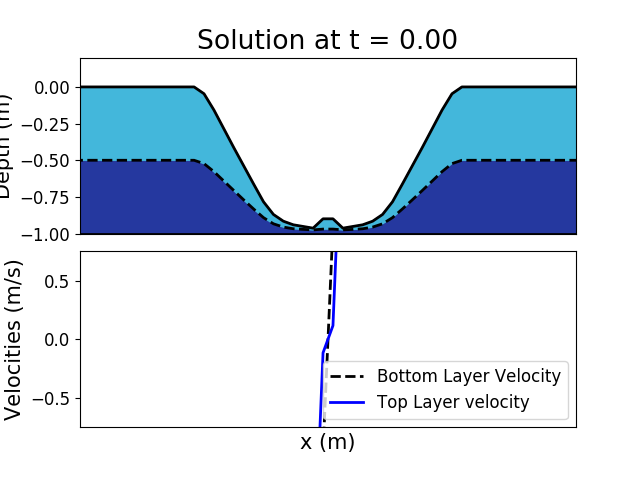 Solution at t = 0.00
Depth (m)
0.00
−0.25
−0.50
−0.75
−1.00
Velocities (m/s)
0.5
0.0
−0.5
Bottom Layer Velocity
Top Layer velocity
x (m)